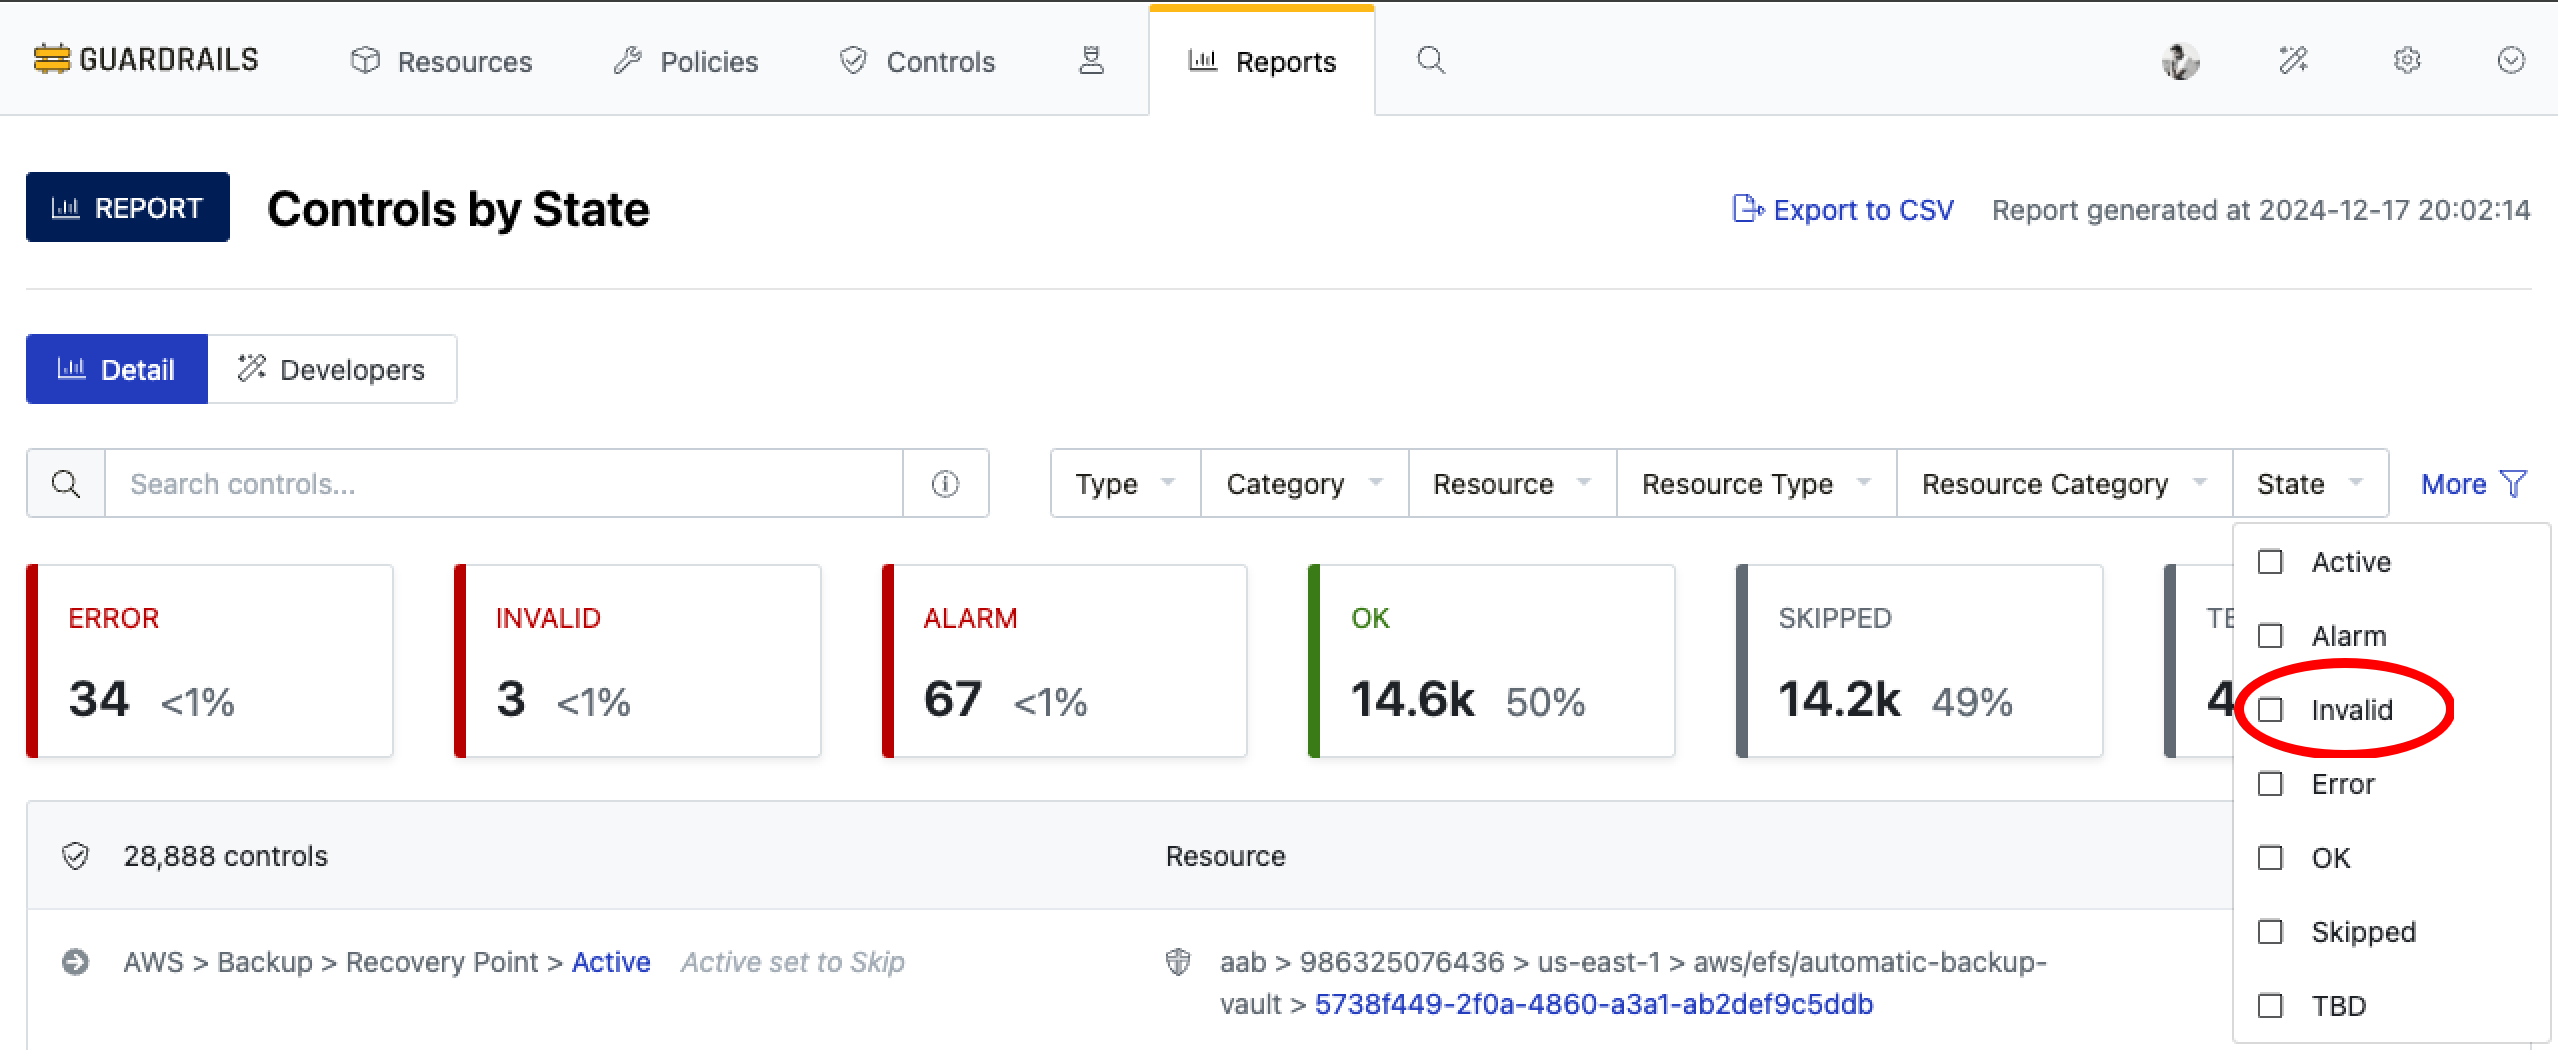 GUARDRAILS Resources Policies Controls Reports
REPORT Controls by State Export to CSV Report generated at 2024-12-17 20:02:14
Detail Developers
Search controls... Type Category Resource Resource Type Resource Category State More
ERROR INVALID ALARM OK SKIPPED
34 <1% 3 <1% 67 <1% 14.6k 50% 14.2k 49%
Active
Alarm
Invalid
Error
OK
Skipped
TBD
28,888 controls Resource
AWS > Backup > Recovery Point > Active Active set to Skip aab > 986325076436 > us-east-1 > aws/efs/automatic-backup-
vault > 5738f449-2f0a-4860-a3a1-ab2def9c5ddb